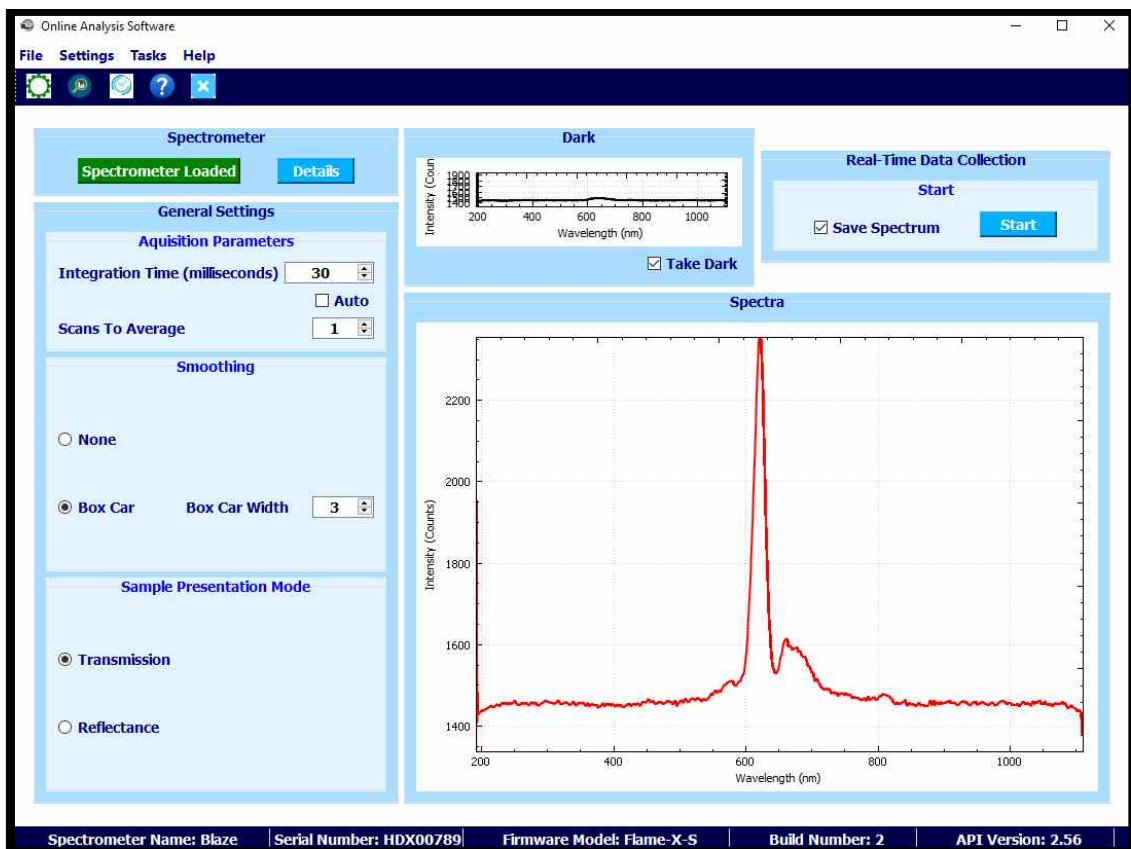 Online Analysis Software
File Settings Tasks Help
Spectrometer
Spectrometer Loaded Details
General Settings
Aquisition Parameters
Integration Time (milliseconds) 30
Auto
Scans To Average 1
Smoothing
None
Box Car Box Car Width 3
Sample Presentation Mode
Transmission
Reflectance
Dark
Intensity (Coun
1900
1400
200 400 600 800 1000
Wavelength (nm)
Take Dark
Real-Time Data Collection
Start
Save Spectrum Start
Spectra
Intensity (Counts)
2200
2000
1800
1600
1400
200 400 600 800 1000
Wavelength (nm)
Spectrometer Name: Blaze Serial Number: HDX00789 Firmware Model: Flame-X-S Build Number: 2 API Version: 2.56